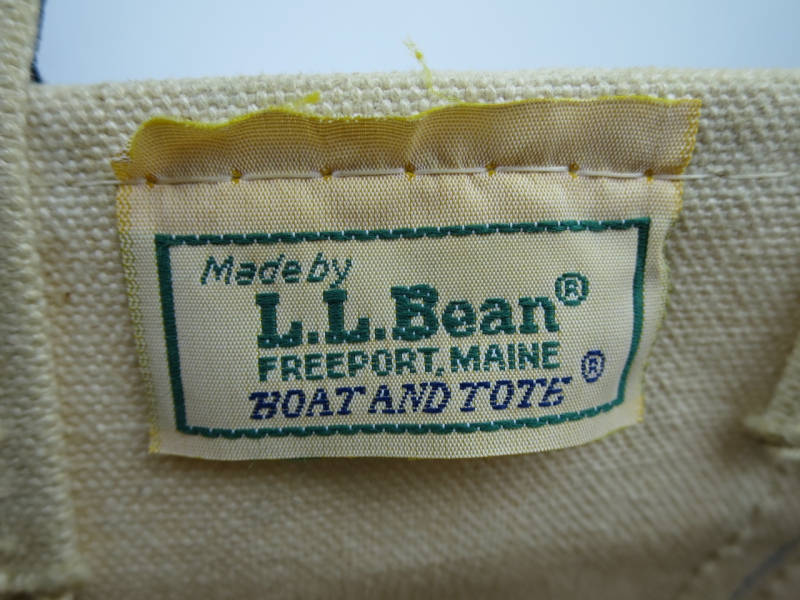 Made by
L.L.Bean®
FREEPORT, MAINE
BOAT AND TOTE ®